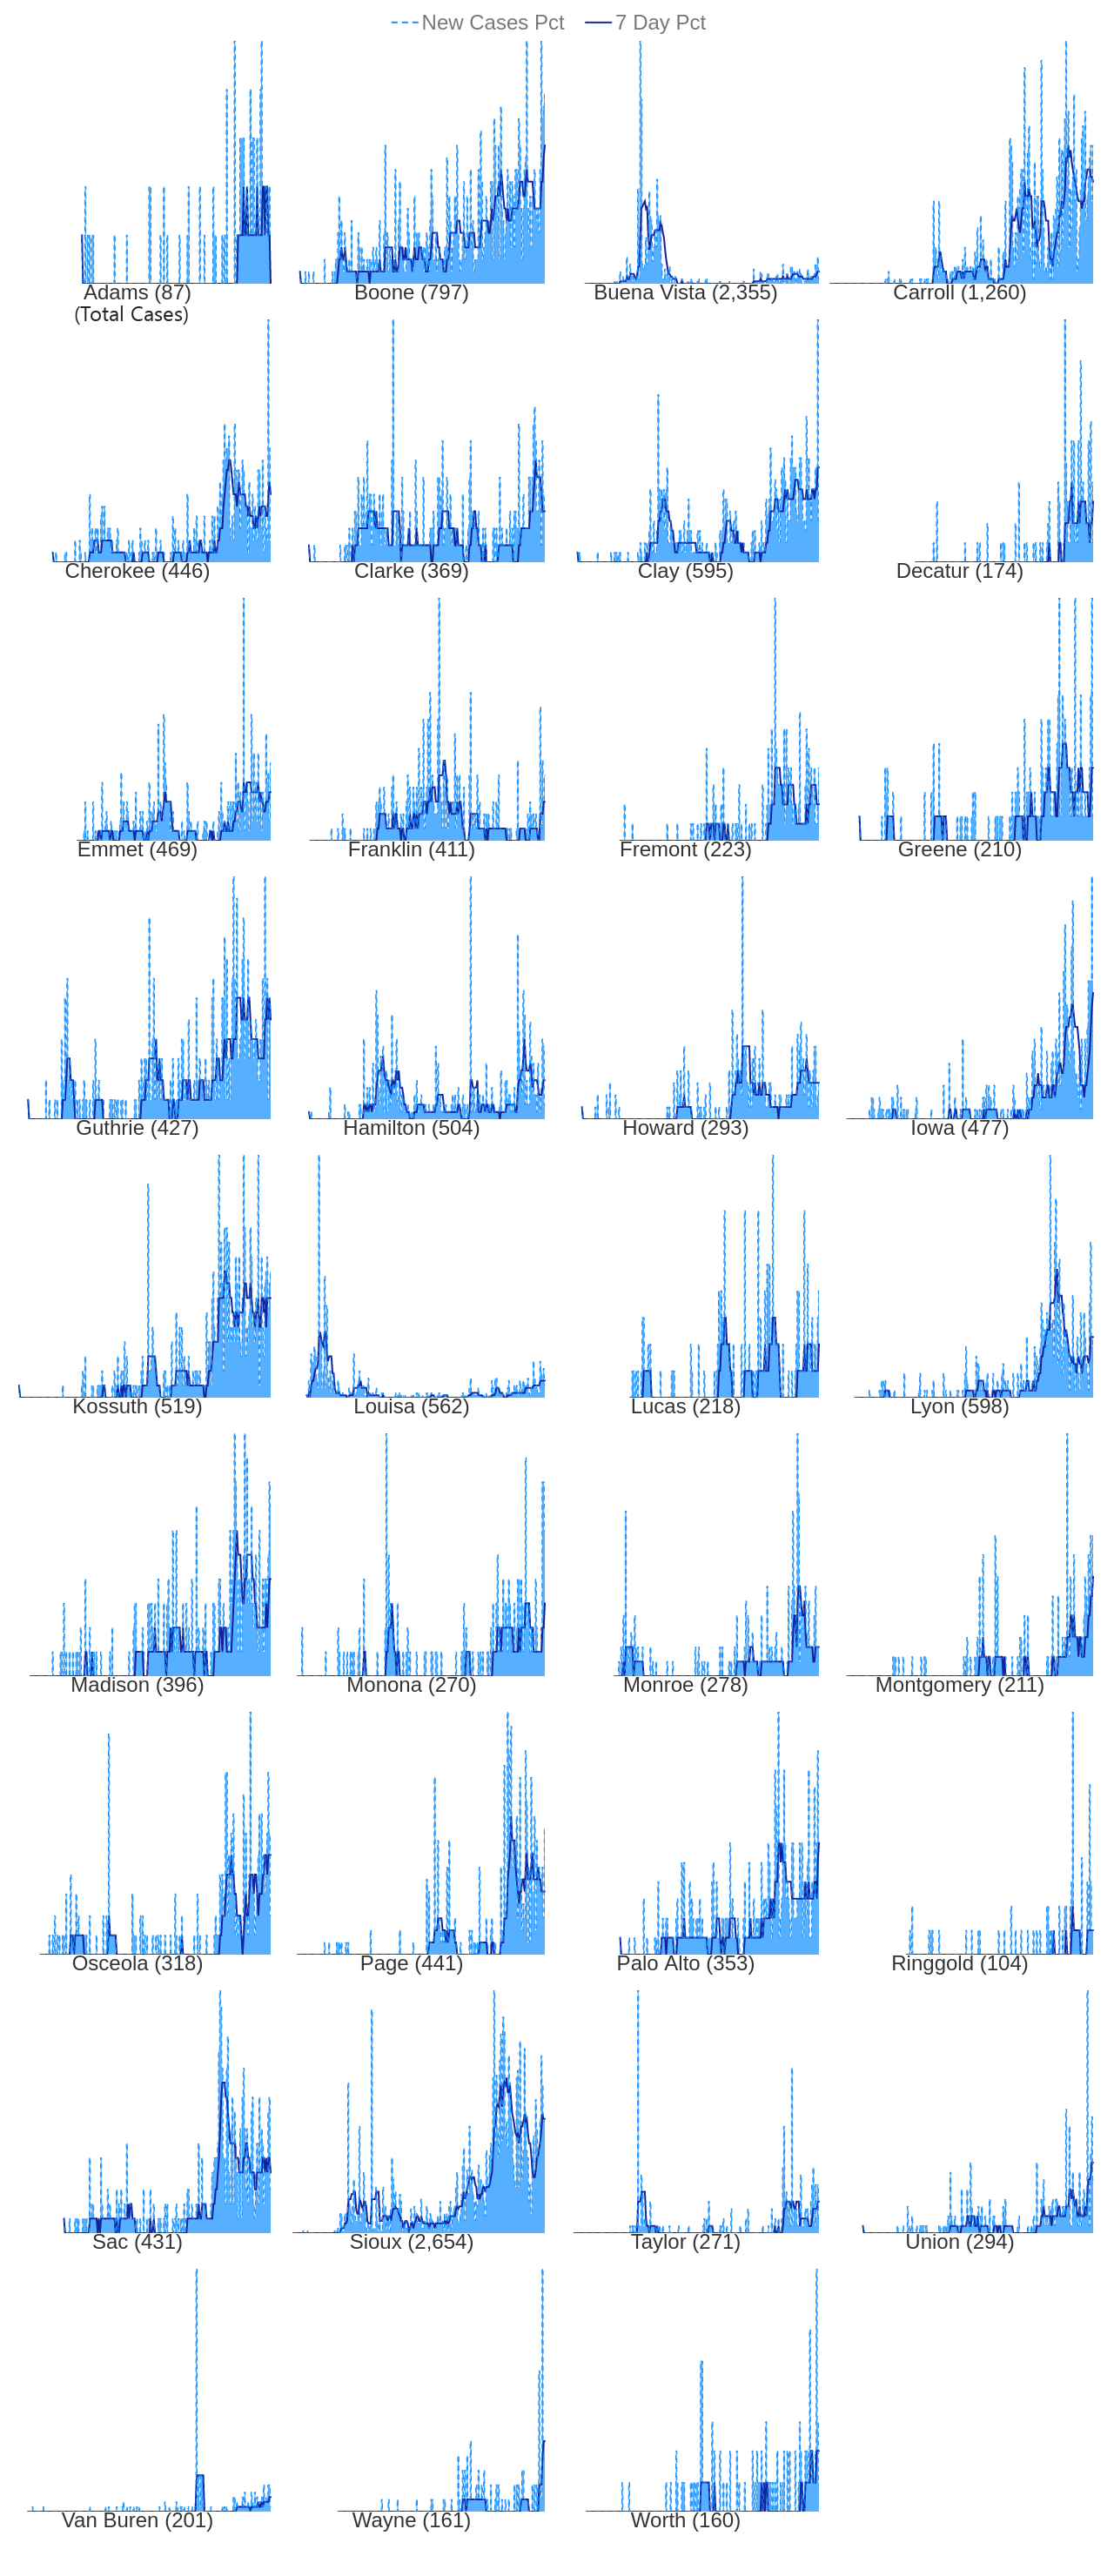 New Cases Pct 7 Day Pct
Adams (87) Boone (797) Buena Vista (2,355) Carroll (1,260)
(Total Cases)
Cherokee (446) Clarke (369) Clay (595) Decatur (174)
Emmet (469) Franklin (411) Fremont (223) Greene (210)
Guthrie (427) Hamilton (504) Howard (293) Iowa (477)
Kossuth (519) Louisa (562) Lucas (218) Lyon (598)
Madison (396) Monona (270) Monroe (278) Montgomery (211)
Osceola (318) Page (441) Palo Alto (353) Ringgold (104)
Sac (431) Sioux (2,654) Taylor (271) Union (294)
Van Buren (201) Wayne (161) Worth (160)